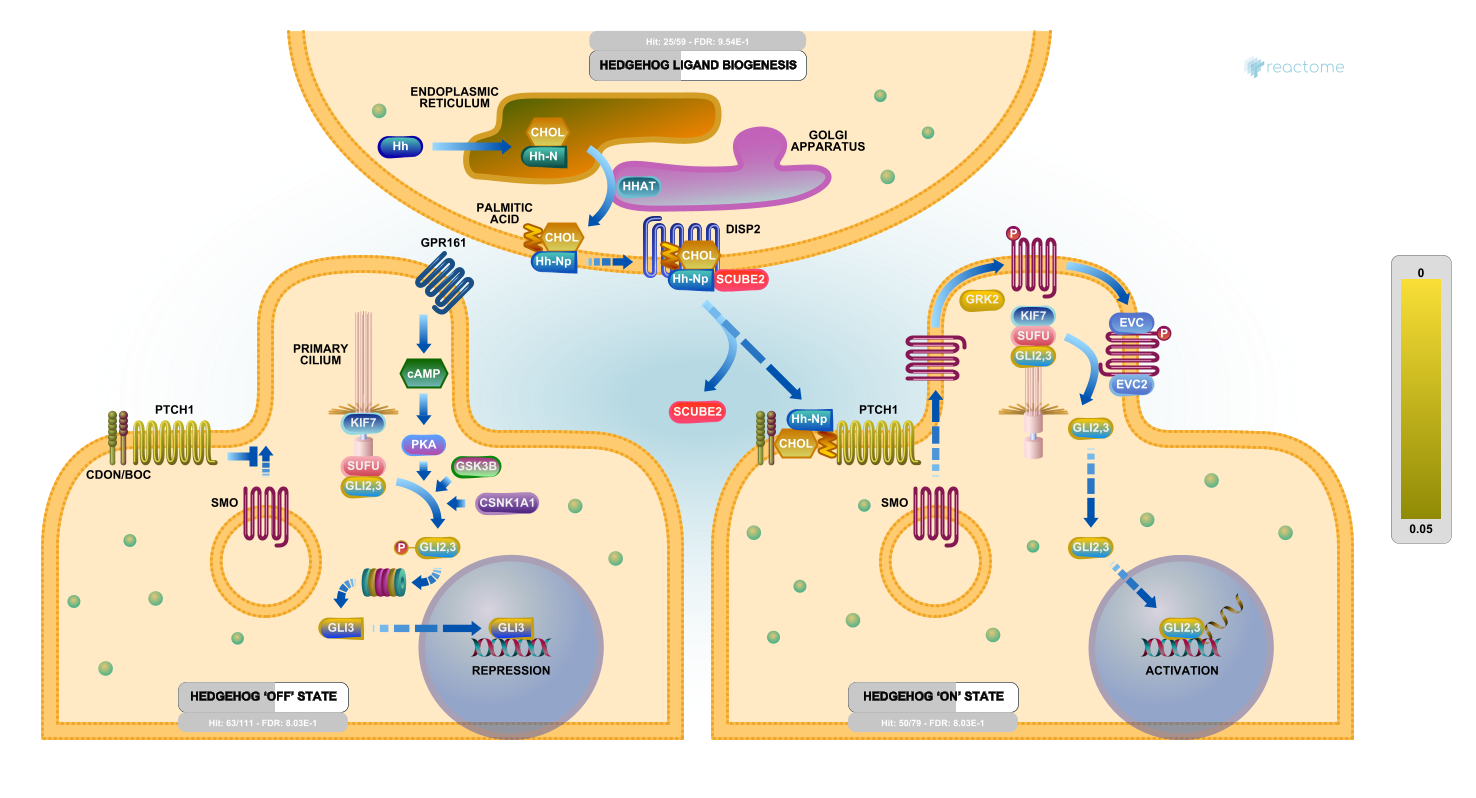 Hit: 25/59 - FDR: 9.54E-1
HEDGEHOG LIGAND BIOGENESIS
reactome
ENDOPLASMIC
RETICULUM
CHOL
Hh
Hh-N
GOLGI
APPARATUS
HHAT
PALMITIC
ACID
CHOL
Hh-Np
DISP2
CHOL
Hh-Np
SCUBE2
GPR161
PRIMARY
CILIUM
cAMP
PTCH1
KIF7
PKA
CDON/BOC
SUFU
GLI2,3
GSK3B
CSNK1A1
SMO
P
GLI2,3
GLI3
GLI3
REPRESSION
HEDGEHOG ‘OFF’ STATE
Hit: 63/111 - FDR: 8.03E-1
SCUBE2
Hh-Np
CHOL
PTCH1
SMO
P
GRK2
KIF7
SUFU
GLI2,3
EVC
P
EVC2
GLI2,3
GLI2,3
GLI2,3
ACTIVATION
HEDGEHOG ‘ON’ STATE
Hit: 50/79 - FDR: 8.03E-1
0
0.05